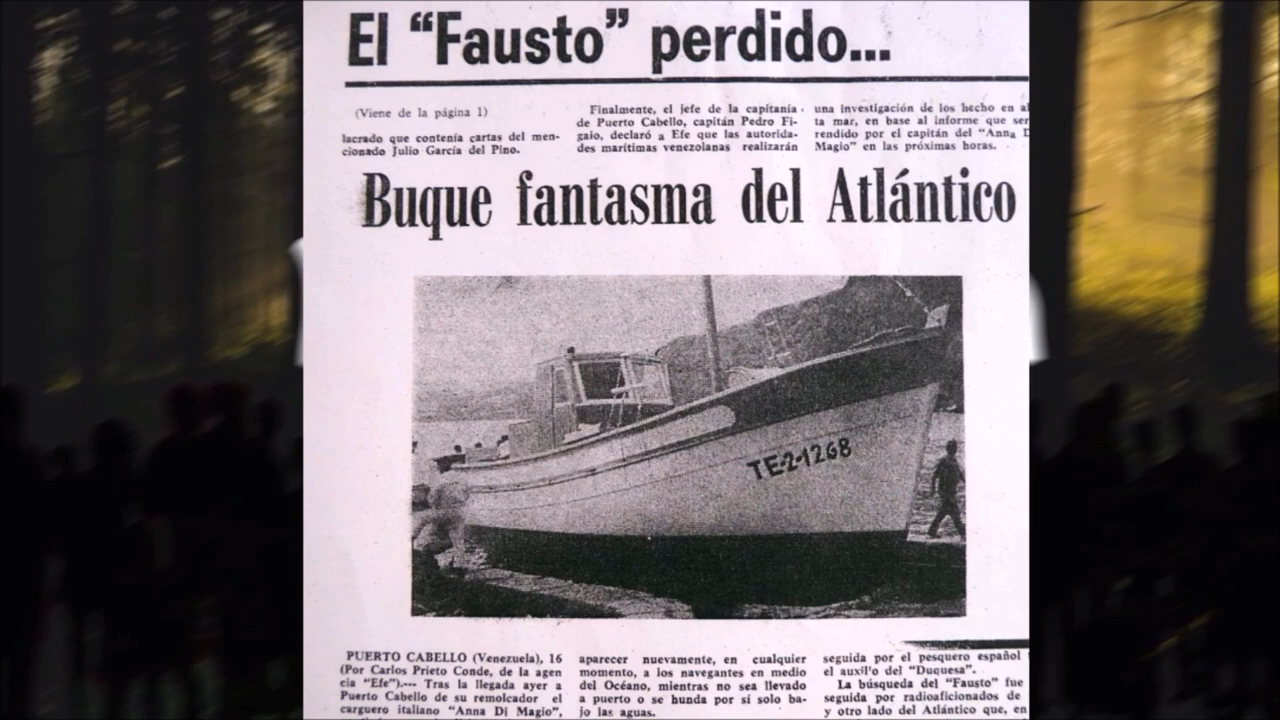 El “Fausto” perdido...
(Viene de la página 1)
lacrado que contenía cartas del men-
cionado Julio García del Pino.
Finalmente, el jefe de la capitanía
de Puerto Cabello, capitán Pedro Fi-
gaio, declaró a Efe que las autorida-
des marítimas venezolanas realizarán
una investigación de los hecho en al
ta mar, en base al informe que ser
rendido por el capitán del "Anna D
Magio" en las próximas horas.
Buque fantasma del Atlántico
TE-2-1268
PUERTO CABELLO (Venezuela), 16
(Por Carlos Prieto Conde, de la agen
cia "Efe").--- Tras la llegada ayer a
Puerto Cabello de su remolcador el
carguero italiano "Anna Di Magio",
aparecer nuevamente, en cualquier
momento, a los navegantes en medio
del Océano, mientras no sea llevado
a puerto o se hunda por sí solo ba-
jo las aguas.
seguida por el pesquero español
el auxil'o del "Duquesa".
La búsqueda del "Fausto" fue
seguida por radioaficionados de
y otro lado del Atlántico que, en